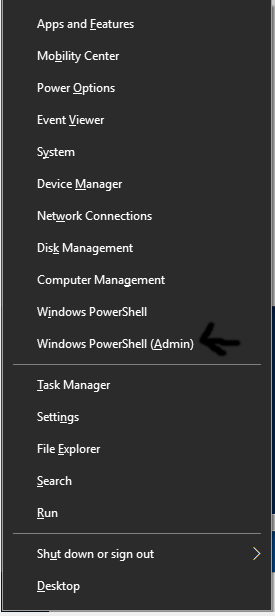 Apps and Features
Mobility Center
Power Options
Event Viewer
System
Device Manager
Network Connections
Disk Management
Computer Management
Windows PowerShell
Windows PowerShell (Admin)
Task Manager
Settings
File Explorer
Search
Run
Shut down or sign out
Desktop